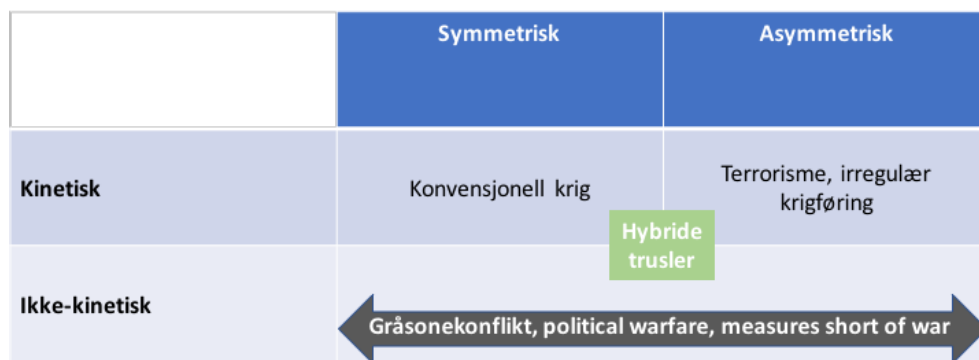 Symmetrisk
Asymmetrisk
Kinetisk
Konvensjonell krig
Terrorisme, irregulær
krigføring
Hybride
trusler
Ikke-kinetisk
Gråsonekonflikt, political warfare, measures short of war